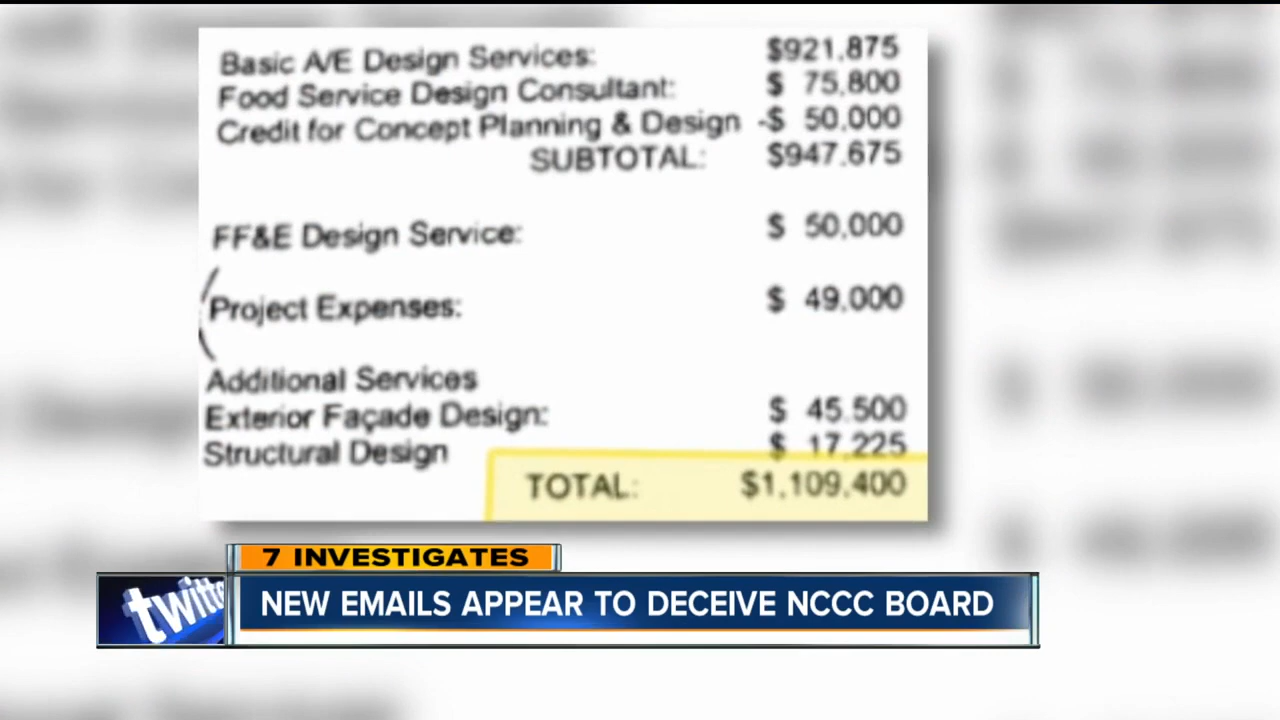 Basic A/E Design Services: $921,875
Food Service Design Consultant: $ 75,800
Credit for Concept Planning & Design -$ 50,000
SUBTOTAL: $947,675
FF&E Design Service: $ 50,000
Project Expenses: $ 49,000
Additional Services
Exterior Façade Design: $ 45,500
Structural Design $ 17,225
TOTAL: $1,109,400
7 INVESTIGATES
twitte
NEW EMAILS APPEAR TO DECEIVE NCCC BOARD